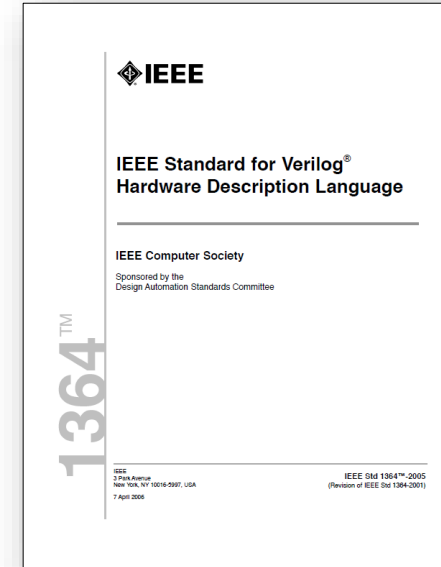 IEEE
IEEE Standard for Verilog®
Hardware Description Language
IEEE Computer Society
Sponsored by the
Design Automation Standards Committee
1364™
IEEE
3 Park Avenue
New York, NY 10016-5997, USA
7 April 2006
IEEE Std 1364™-2005
(Revision of IEEE Std 1364-2001)